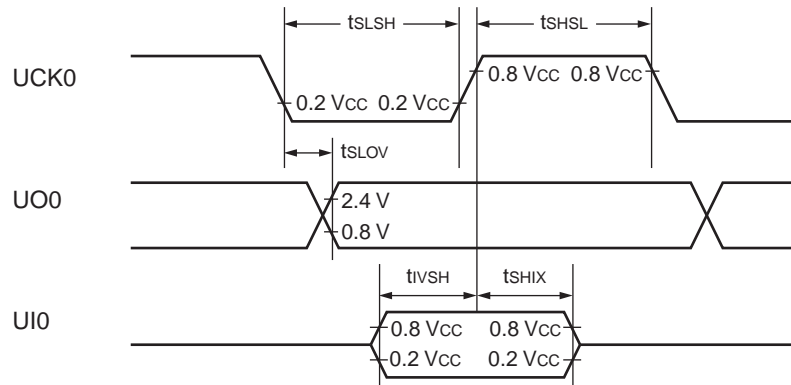 tSLSH tSHSL
UCK0
0.8 VCC 0.8 VCC
0.2 VCC 0.2 VCC
tSLOV
UO0
2.4 V
0.8 V
tIVSH tSHIX
UI0
0.8 VCC 0.8 VCC
0.2 VCC 0.2 VCC